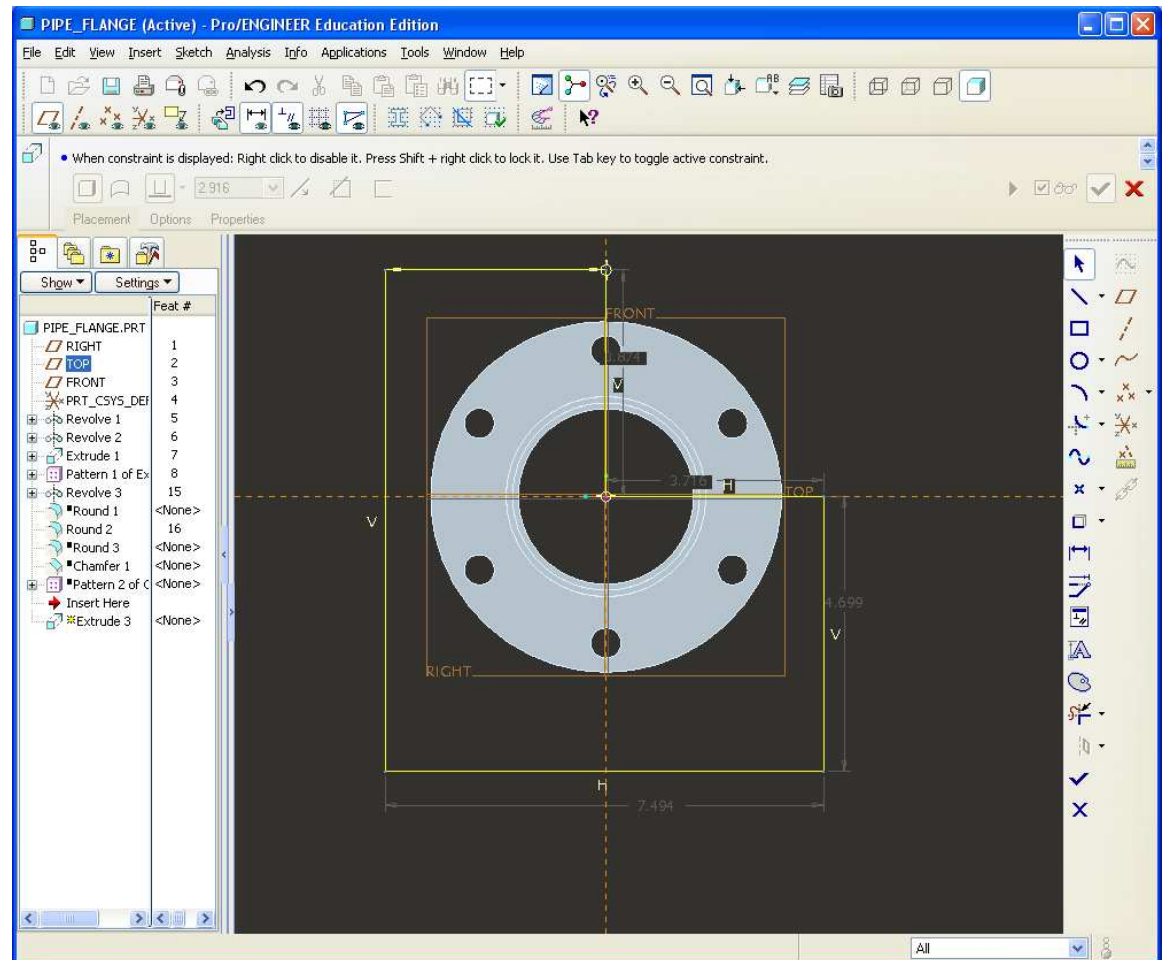 PIPE_FLANGE (Active) - Pro/ENGINEER Education Edition
File Edit View Insert Sketch Analysis Info Applications Tools Window Help
• When constraint is displayed: Right click to disable it. Press Shift + right click to lock it. Use Tab key to toggle active constraint.
2.916
Placement Options Properties
Show Settings
Feat #
PIPE_FLANGE.PRT
RIGHT 1
TOP 2
FRONT 3
PRT_CSYS_DEF 4
Revolve 1 5
Revolve 2 6
Extrude 1 7
Pattern 1 of Ex 8
Revolve 3 15
Round 1 <None>
Round 2 16
Round 3 <None>
Chamfer 1 <None>
Pattern 2 of C <None>
Insert Here
Extrude 3 <None>
FRONT
V
3.716
H
TOP
V
4.699
V
RIGHT
H
7.494
All